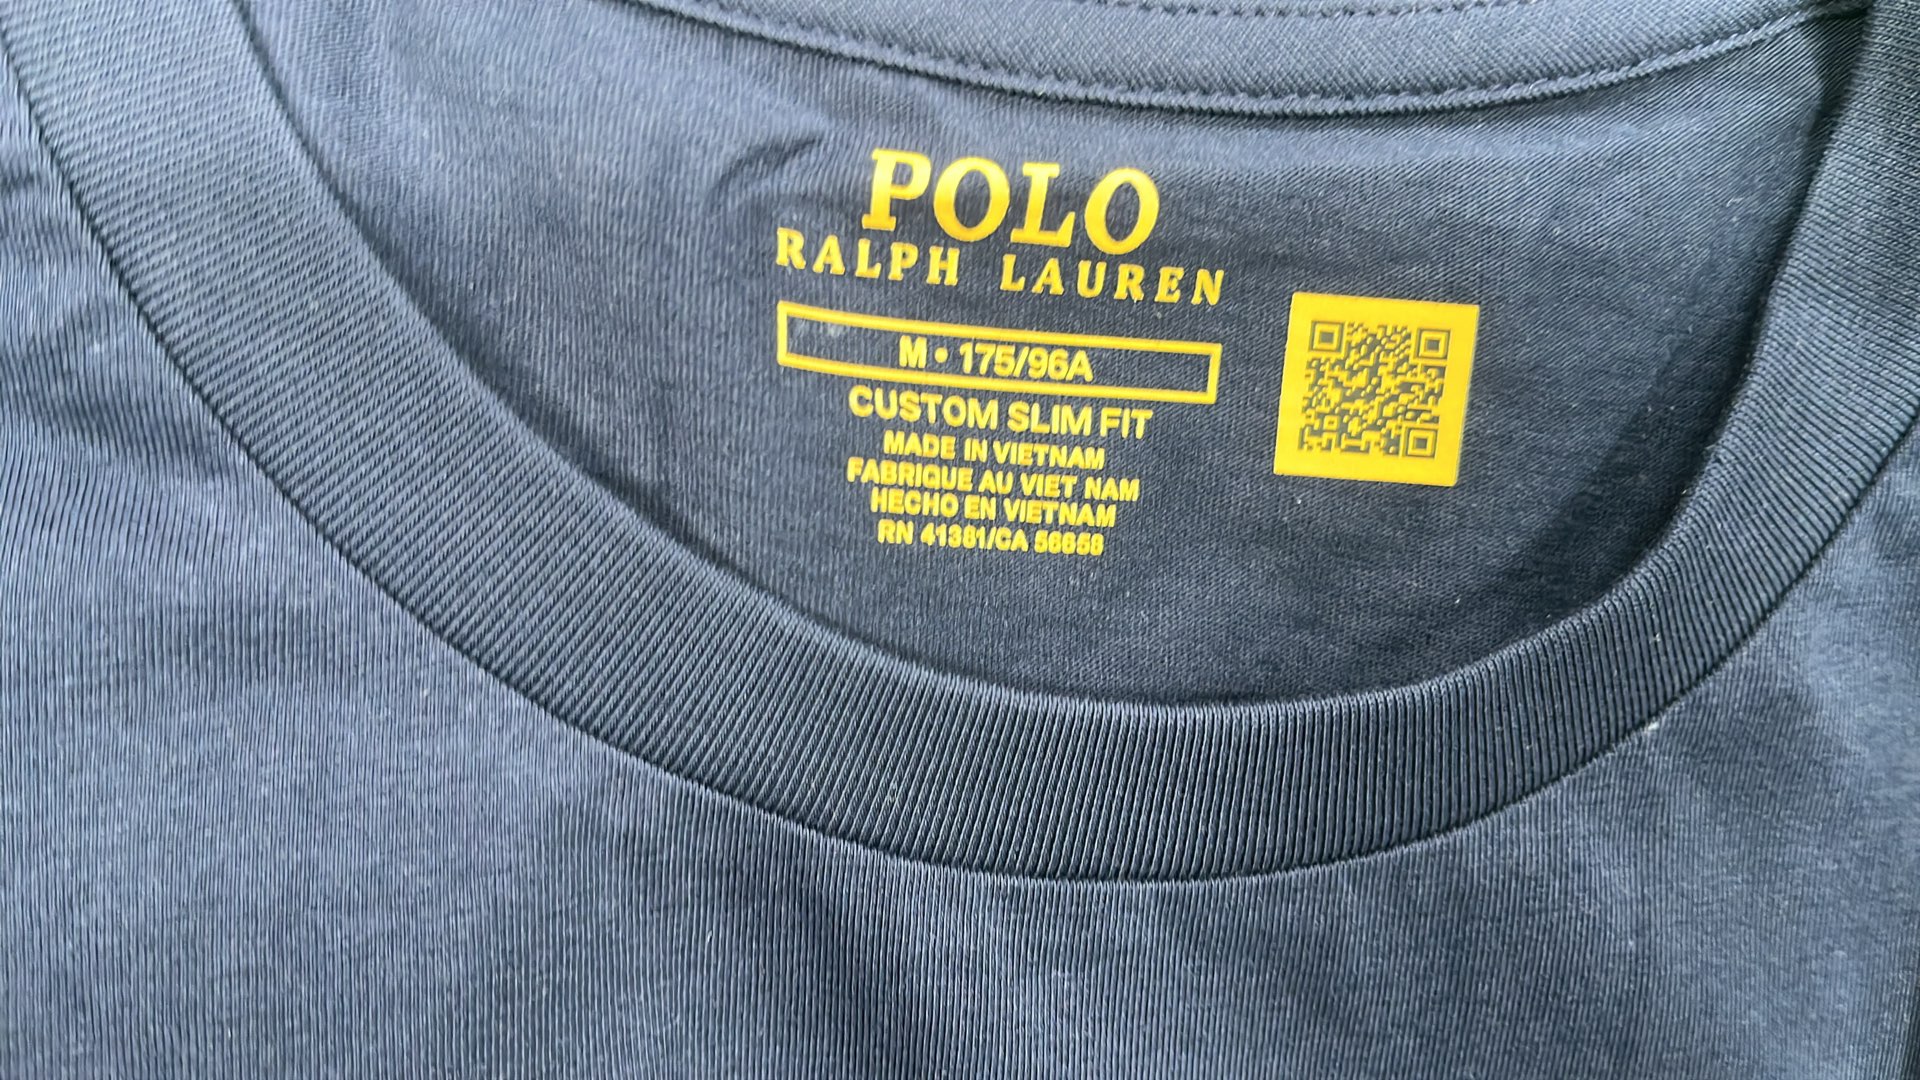 POLO
RALPH LAUREN
M • 175/96A
CUSTOM SLIM FIT
MADE IN VIETNAM
FABRIQUE AU VIET NAM
HECHO EN VIETNAM
RN 41381/CA 56658